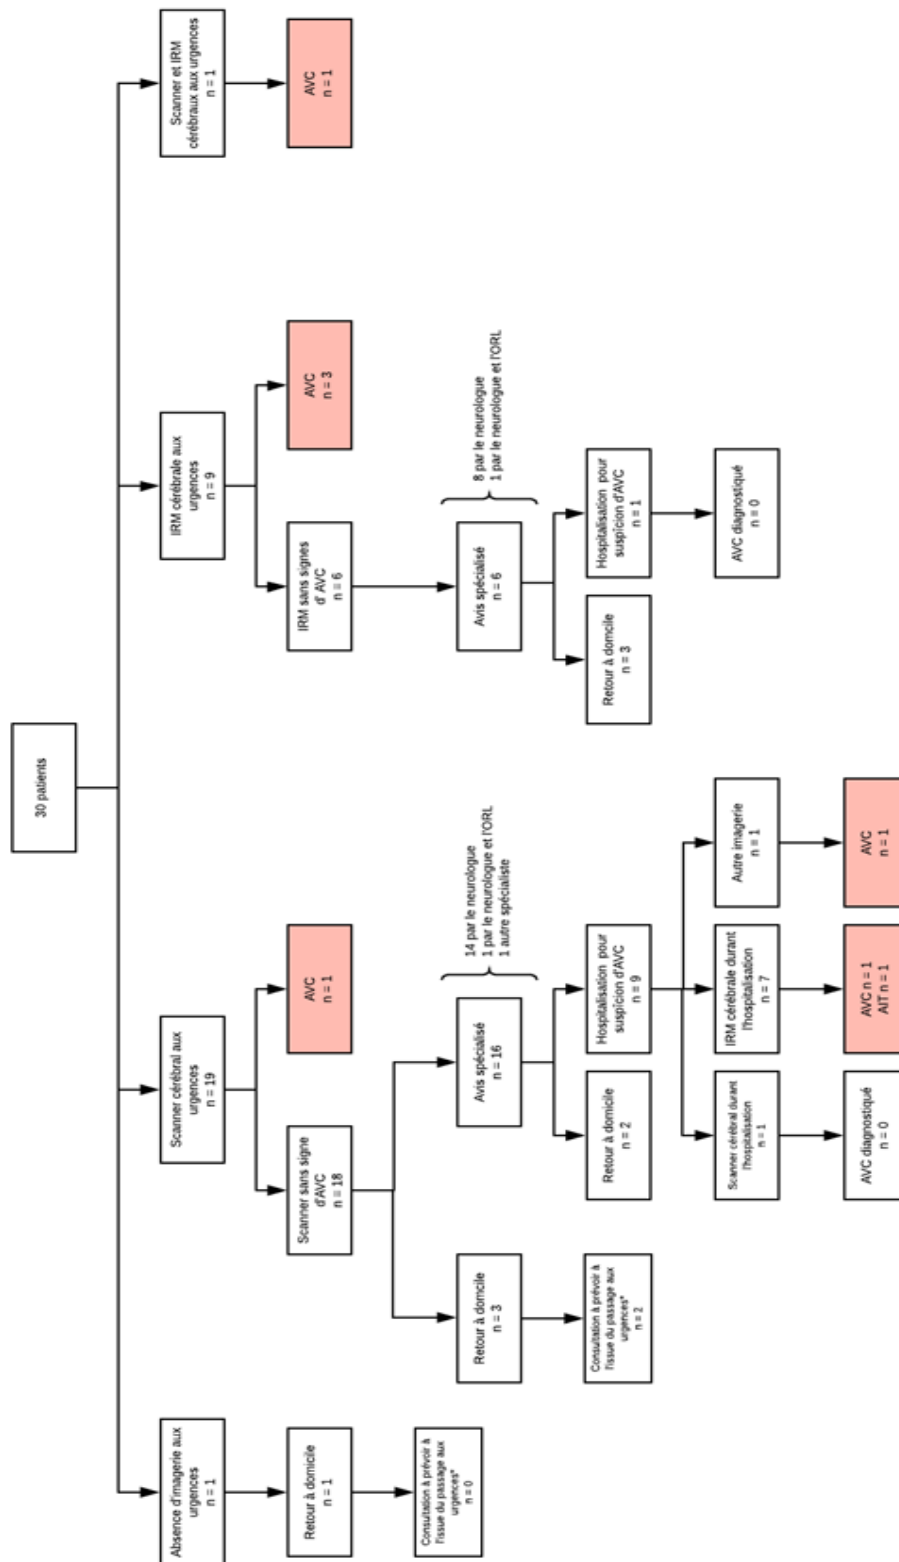 30 patients
Absence d'imagerie aux
urgences
n = 1
Scanner cérébral aux
urgences
n = 19
IRM cérébrale aux
urgences
n = 9
Scanner et IRM
cérébraux aux urgences
n = 1
Retour à domicile
n = 1
Scanner sans signe
d'AVC
n = 18
AVC
n = 1
IRM sans signes
d' AVC
n = 6
AVC
n = 3
AVC
n = 1
Consultation à prévoir à
l'issue du passage aux
urgences*
n = 0
Retour à domcile
n = 3
Avis spécialisé
n = 16
14 par le neurologue
1 par le neurologue et l'ORL
1 autre spécialiste
Avis spécialisé
n = 6
8 par le neurologue
1 par le neurologue et l'ORL
Consultation à prévoir à
l'issue du passage aux
urgences*
n = 2
Retour à domicile
n = 2
Hospitalisation pour
suspicion d'AVC
n = 9
Retour à domcile
n = 3
Hospitalisation pour
suspicion d'AVC
n = 1
Scanner cérébral durant
l'hospitalisation
n = 1
IRM cérébrale durant
l'hospitalisation
n = 7
Autre imagerie
n = 1
AVC diagnostiqué
n = 0
AVC diagnostiqué
n = 0
AVC n = 1
AIT n = 1
AVC
n = 1